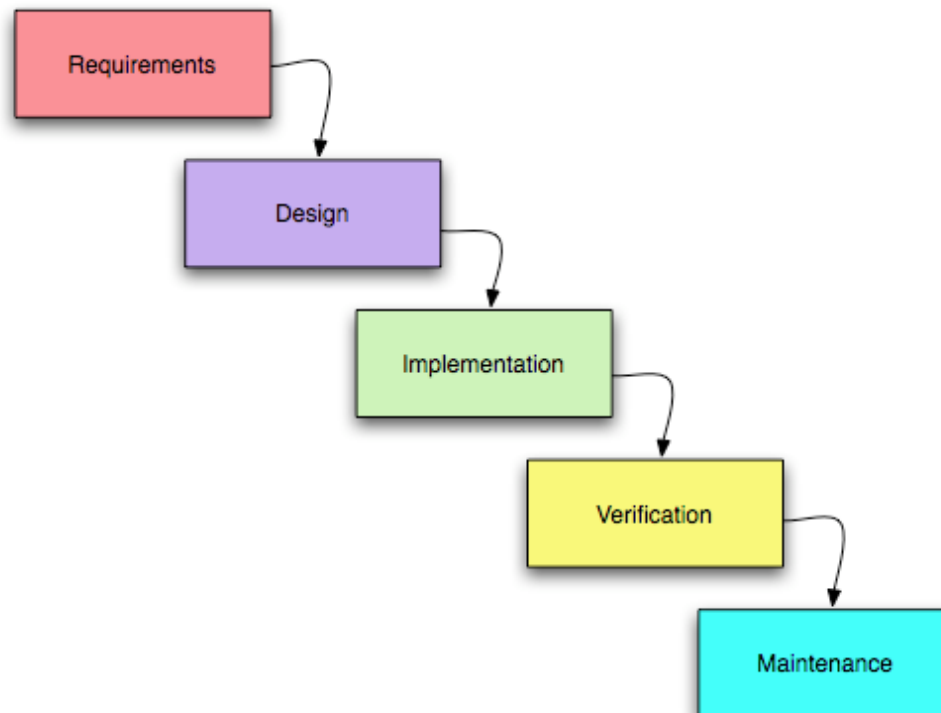 Requirements
Design
Implementation
Verification
Maintenance